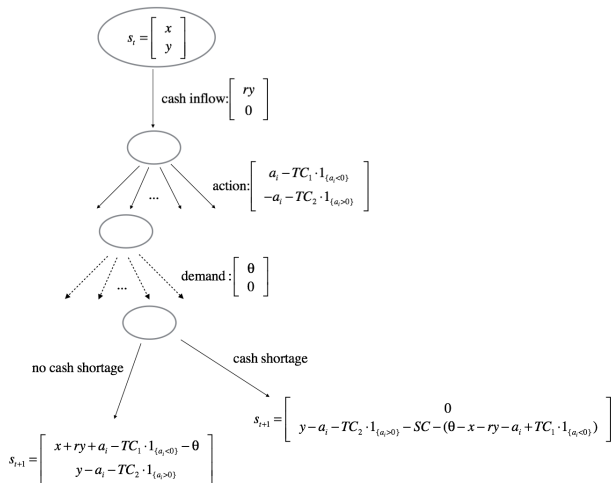 s_t = [ x
y ]
cash inflow: [ ry
0 ]
action: [ a_i − TC_1 · 1_{a_i<0}
−a_i − TC_2 · 1_{a_i>0} ]
...
demand : [ θ
0 ]
...
no cash shortage
cash shortage
s_{t+1} = [ 0
y − a_i − TC_2 · 1_{a_i>0} − SC − (θ − x − ry − a_i + TC_1 · 1_{a_i<0}) ]
s_{t+1} = [ x + ry + a_i − TC_1 · 1_{a_i<0} − θ
y − a_i − TC_2 · 1_{a_i>0} ]